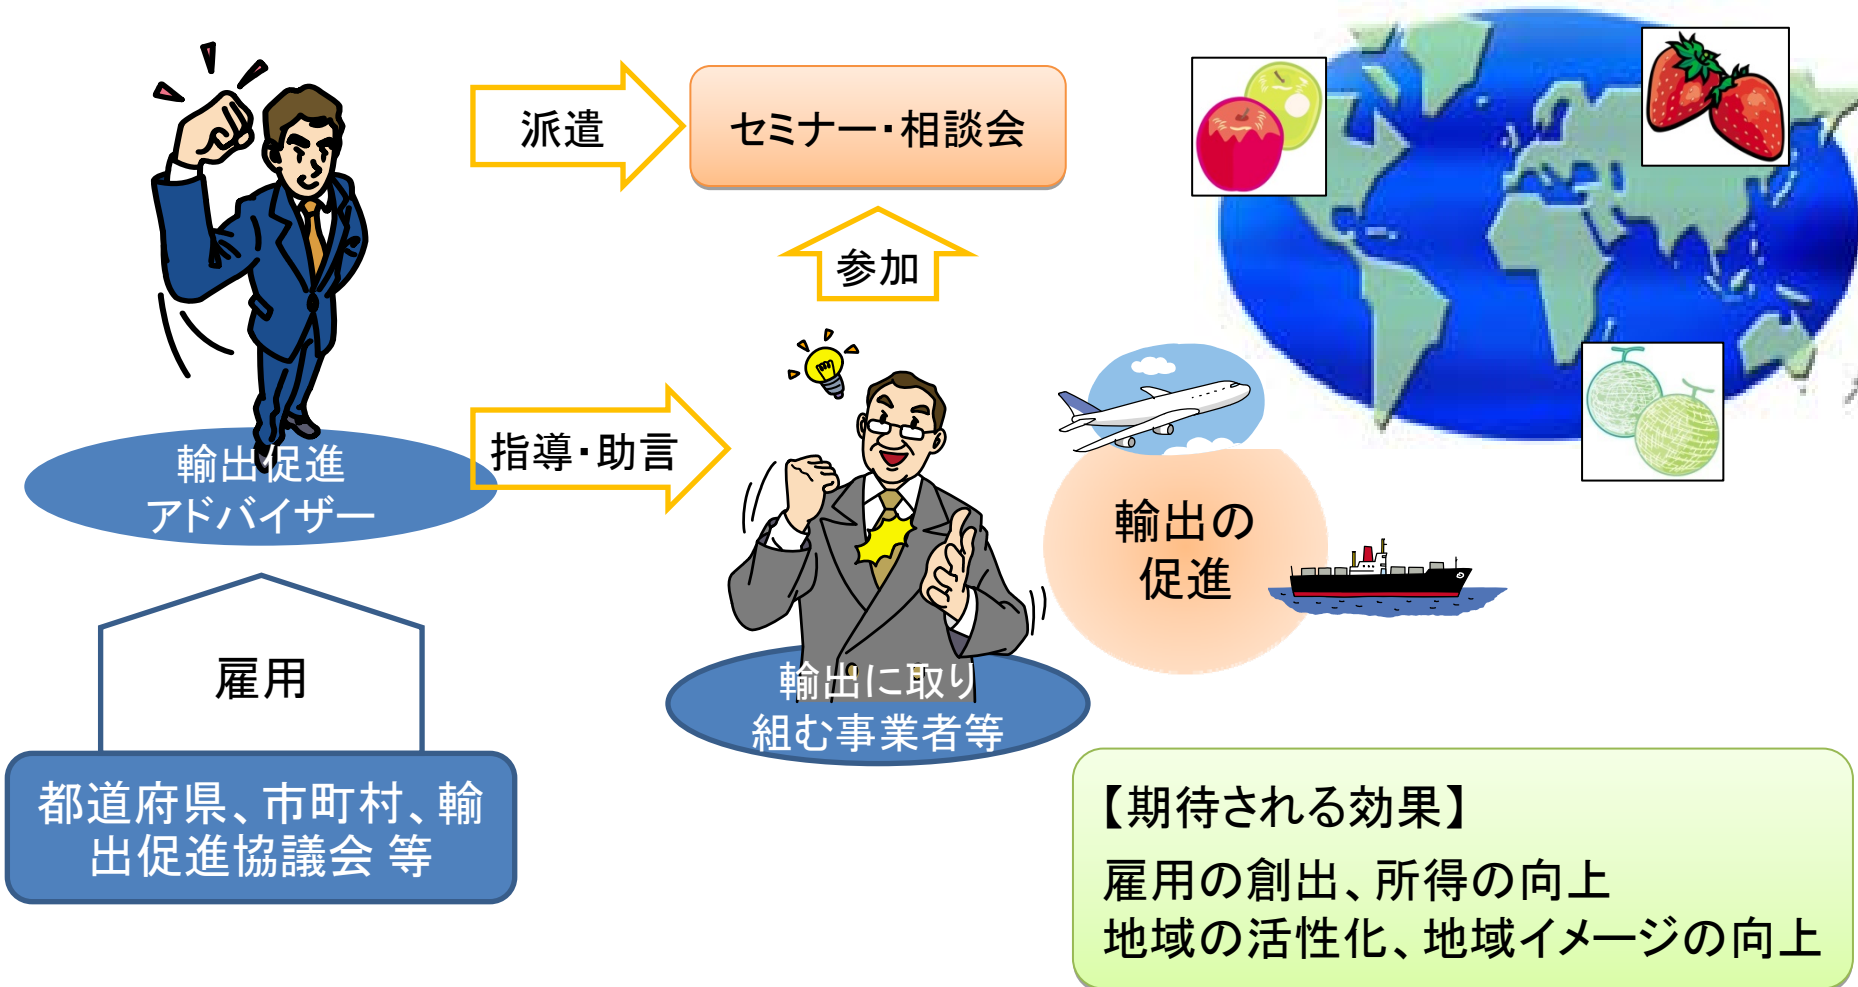 派遣
セミナー・相談会
参加
指導・助言
輸出促進
アドバイザー
輸出の
促進
雇用
輸出に取り
組む事業者等
都道府県、市町村、輸
出促進協議会 等
【期待される効果】
雇用の創出、所得の向上
地域の活性化、地域イメージの向上